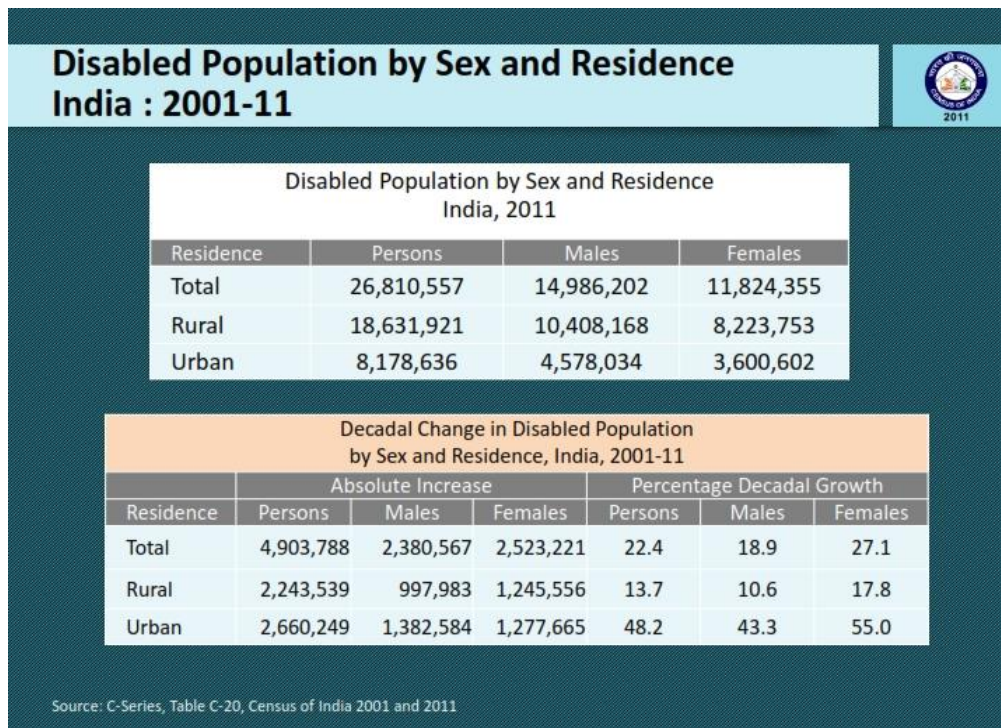 Disabled Population by Sex and Residence
India : 2001-11
CENSUS OF INDIA
2011
Disabled Population by Sex and Residence
India, 2011
Residence Persons Males Females
Total 26,810,557 14,986,202 11,824,355
Rural 18,631,921 10,408,168 8,223,753
Urban 8,178,636 4,578,034 3,600,602
Decadal Change in Disabled Population
by Sex and Residence, India, 2001-11
Absolute Increase Percentage Decadal Growth
Residence Persons Males Females Persons Males Females
Total 4,903,788 2,380,567 2,523,221 22.4 18.9 27.1
Rural 2,243,539 997,983 1,245,556 13.7 10.6 17.8
Urban 2,660,249 1,382,584 1,277,665 48.2 43.3 55.0
Source: C-Series, Table C-20, Census of India 2001 and 2011